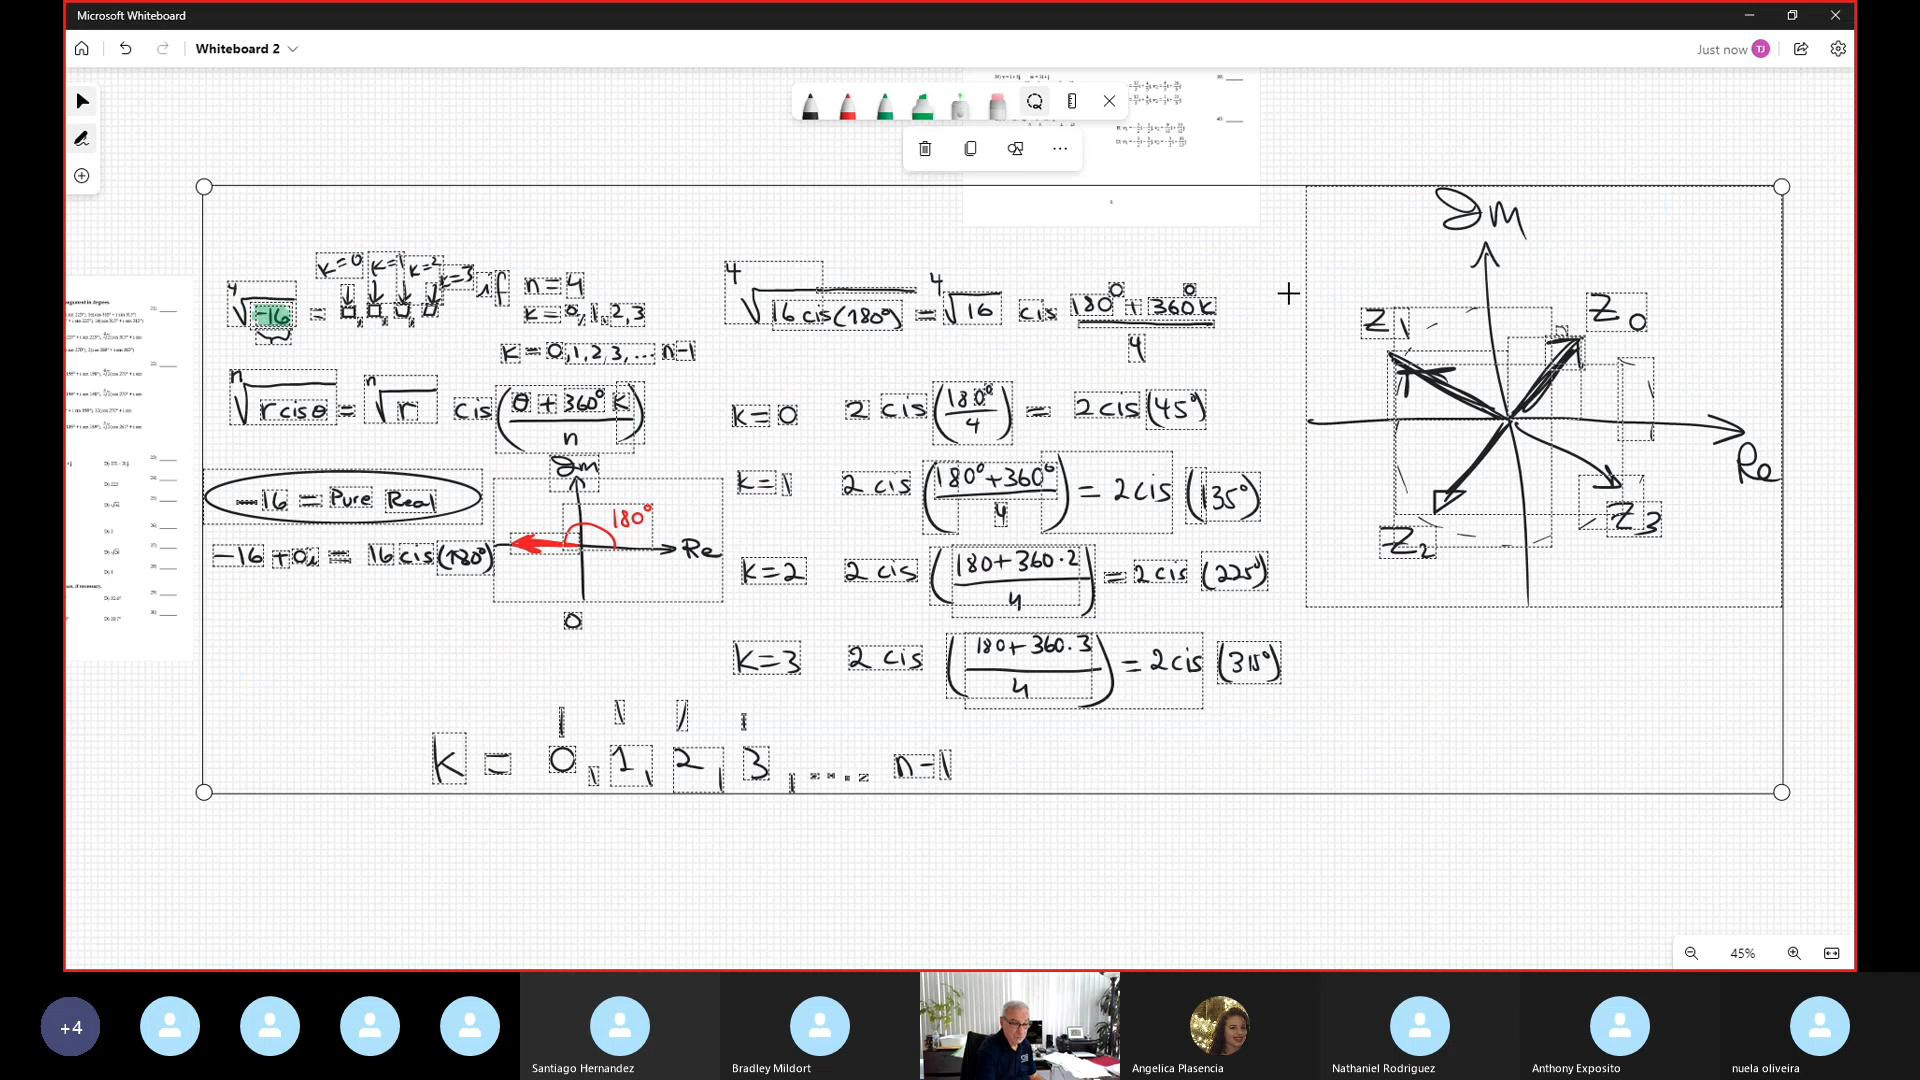 Microsoft Whiteboard
Whiteboard 2
Just now TJ
k=0 k=1 k=2 k=3 if n=4
⁴√-16 = □, □, □, □ k=0,1,2,3
k=0,1,2,3,... n-1
ⁿ√(r cis θ) = ⁿ√r cis((θ+360°k)/n)
-16 = Pure Real
-16+0i = 16 cis(180°)
Im
180°
Re
0
⁴√(16 cis(180°)) = ⁴√16 cis (180°+360°k)/4
k=0 2 cis(180°/4) = 2 cis(45°)
k=1 2 cis((180°+360°)/4) = 2 cis(135°)
k=2 2 cis((180+360·2)/4) = 2 cis(225°)
k=3 2 cis((180+360·3)/4) = 2 cis(315°)
k = 0, 1, 2, 3, .... n-1
Im
Z1 Z0
Re
Z2 Z3
45%
+4
Santiago Hernandez
Bradley Mildort
Angelica Plasencia
Nathaniel Rodriguez
Anthony Exposito
nuela oliveira